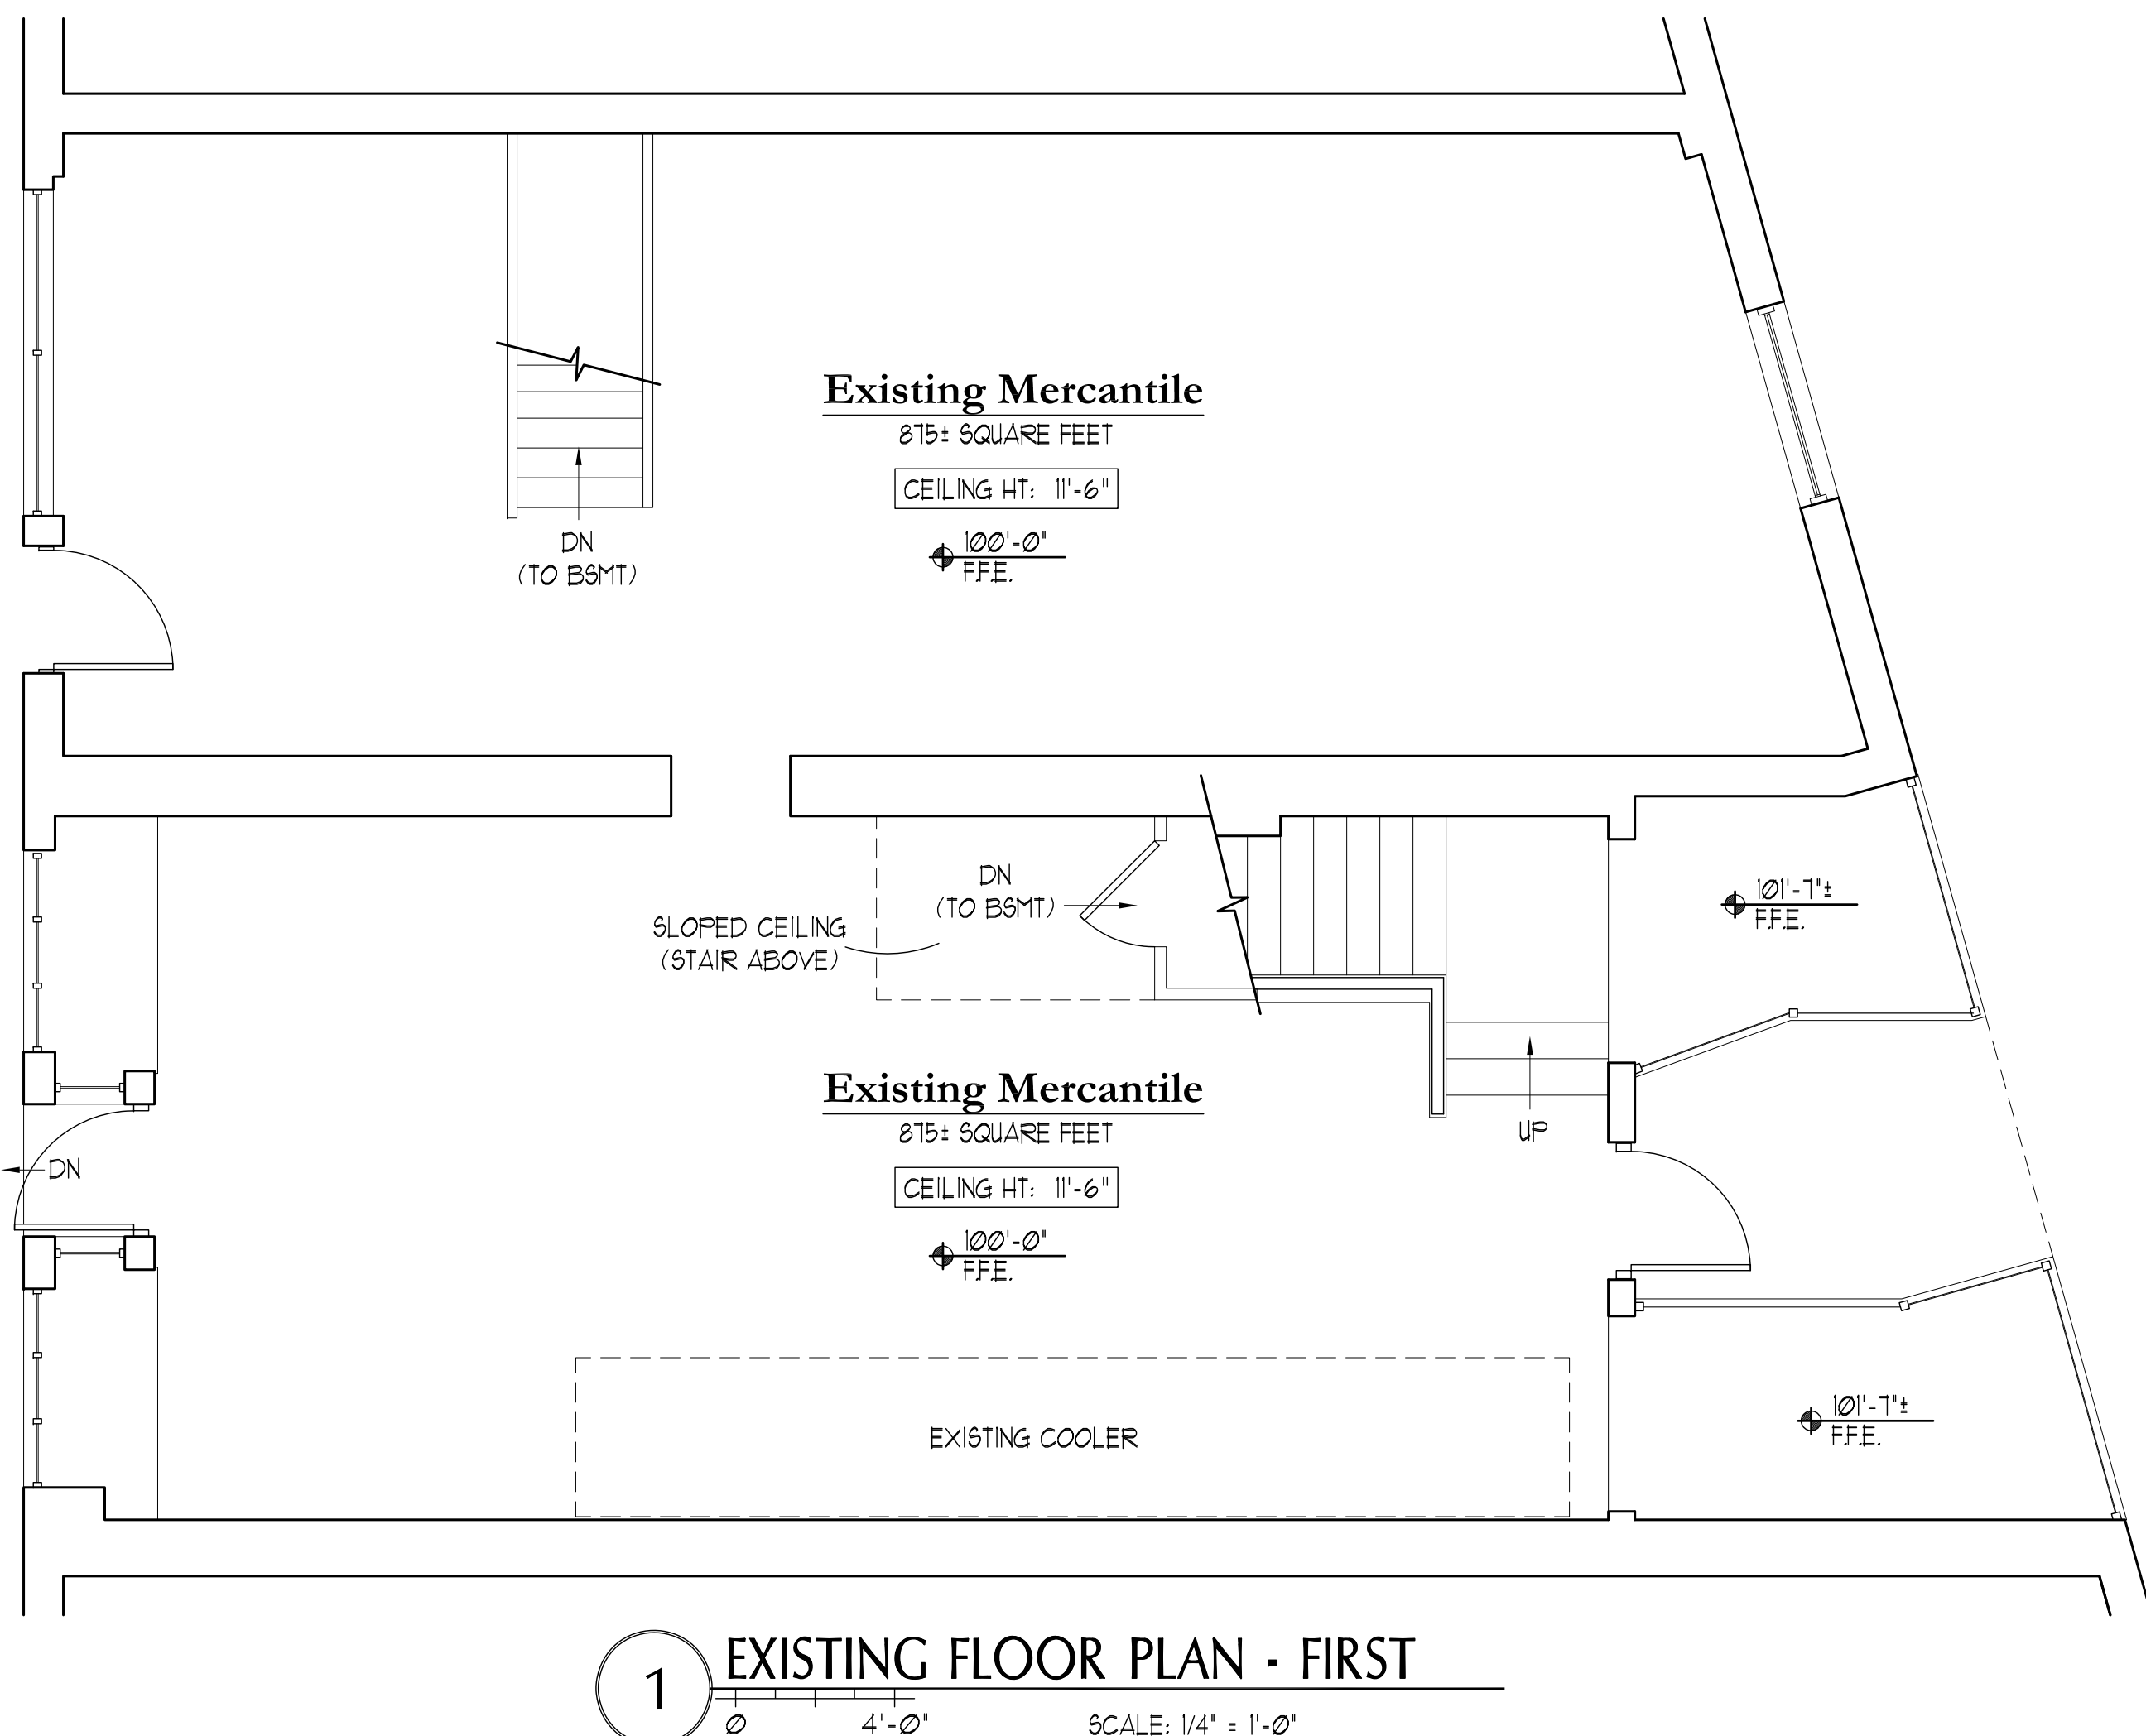 Existing Mercantile
875± SQUARE FEET
CEILING HT: 11'-6"
100'-0"
F.F.E.
DN
(TO BSMT)
DN
(TO BSMT)
101'-7"±
F.F.E.
SLOPED CEILING
(STAIR ABOVE)
Existing Mercantile
875± SQUARE FEET
UP
DN
CEILING HT: 11'-6"
100'-0"
F.F.E.
101'-7"±
F.F.E.
EXISTING COOLER
1
EXISTING FLOOR PLAN - FIRST
0 4'-0" SCALE: 1/4" = 1'-0"